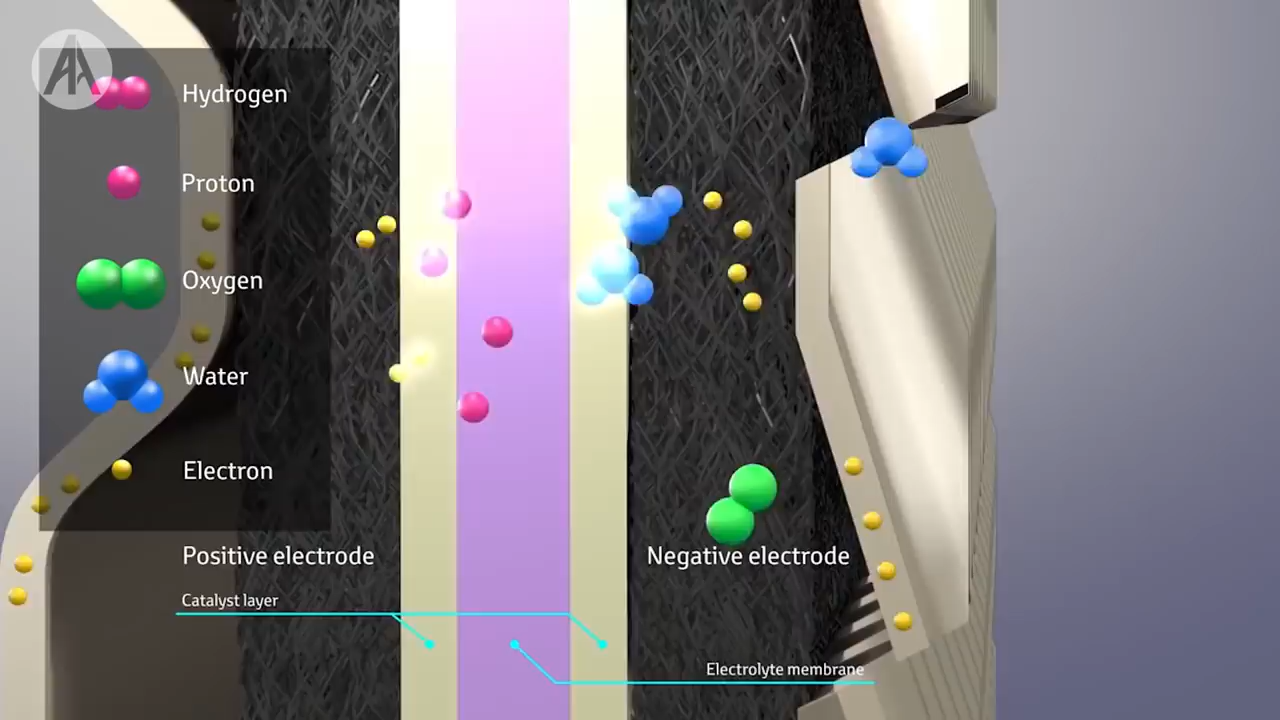 Hydrogen
Proton
Oxygen
Water
Electron
Positive electrode
Negative electrode
Catalyst layer
Electrolyte membrane